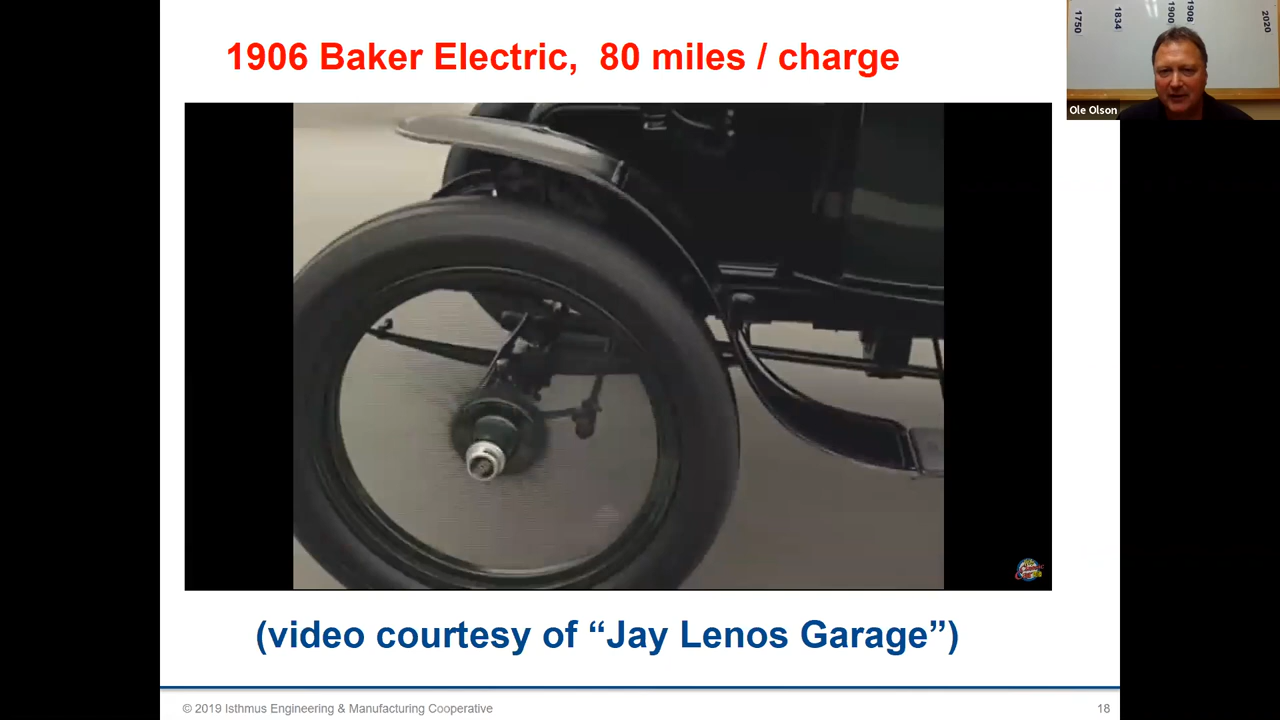 1906 Baker Electric,  80 miles / charge
1750
1834
1900
1908
2020
Ole Olson
(video courtesy of “Jay Lenos Garage”)
© 2019 Isthmus Engineering & Manufacturing Cooperative
18